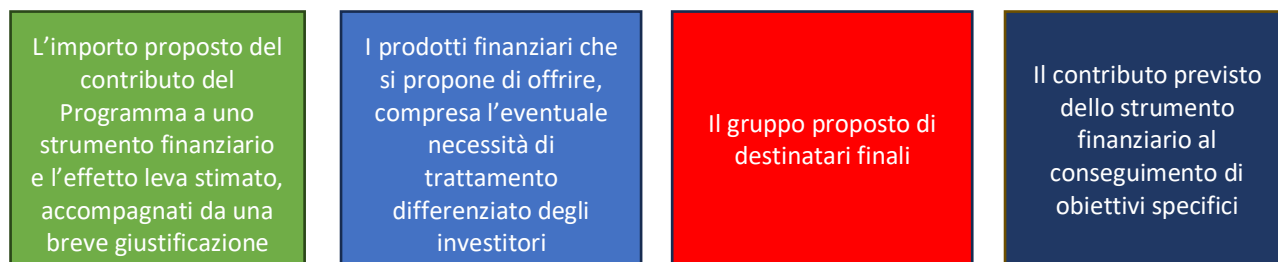 L’importo proposto del
contributo del
Programma a uno
strumento finanziario
e l’effetto leva stimato,
accompagnati da una
breve giustificazione
I prodotti finanziari che
si propone di offrire,
compresa l’eventuale
necessità di
trattamento
differenziato degli
investitori
Il gruppo proposto di
destinatari finali
Il contributo previsto
dello strumento
finanziario al
conseguimento di
obiettivi specifici